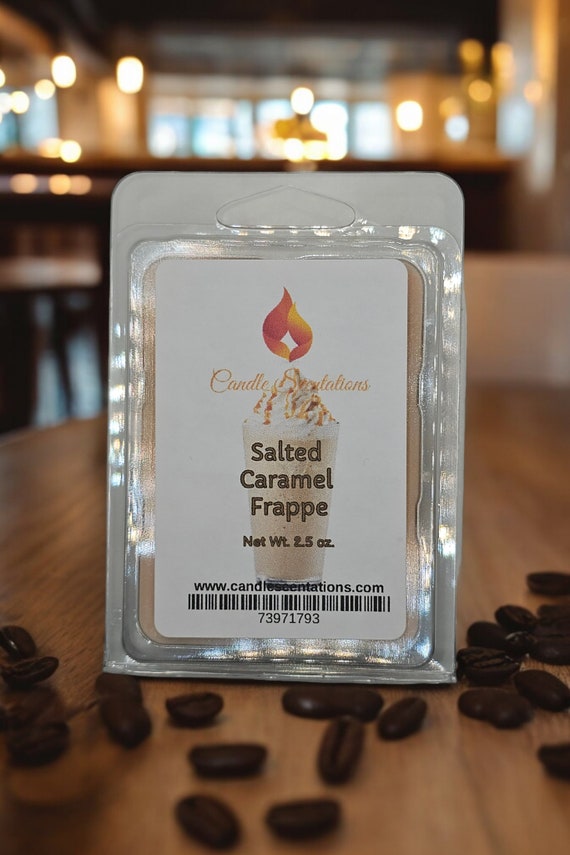 Candle Scentations
Salted
Caramel
Frappe
Net Wt. 2.5 oz.
www.candlescentations.com
73971793